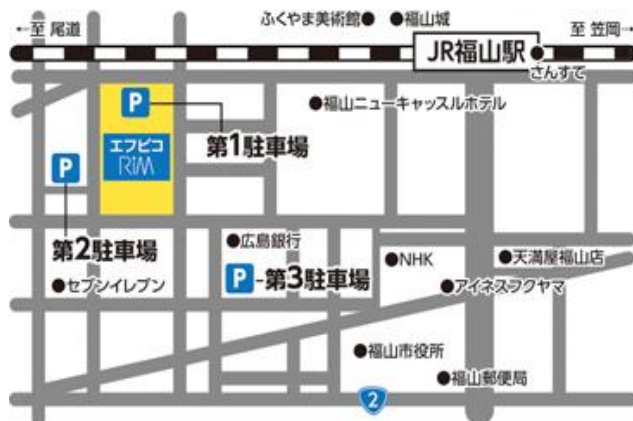 ←至 尾道
ふくやま美術館●
●福山城
至 笠岡→
JR福山駅
さんすて
P
●福山ニューキャッスルホテル
エフピコ
RiM
第1駐車場
P
第2駐車場
●広島銀行
●NHK
●天満屋福山店
P-第3駐車場
●セブンイレブン
●アイネスフクヤマ
●福山市役所
●福山郵便局
2